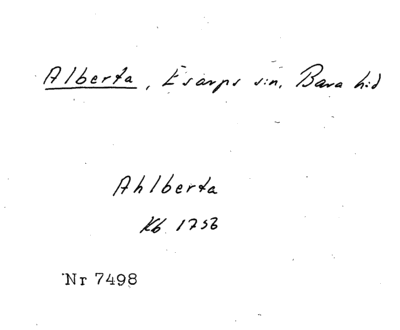 Alberta, Esarps sn, Bara hd
Ahlberta
Kb 1756
Nr 7498